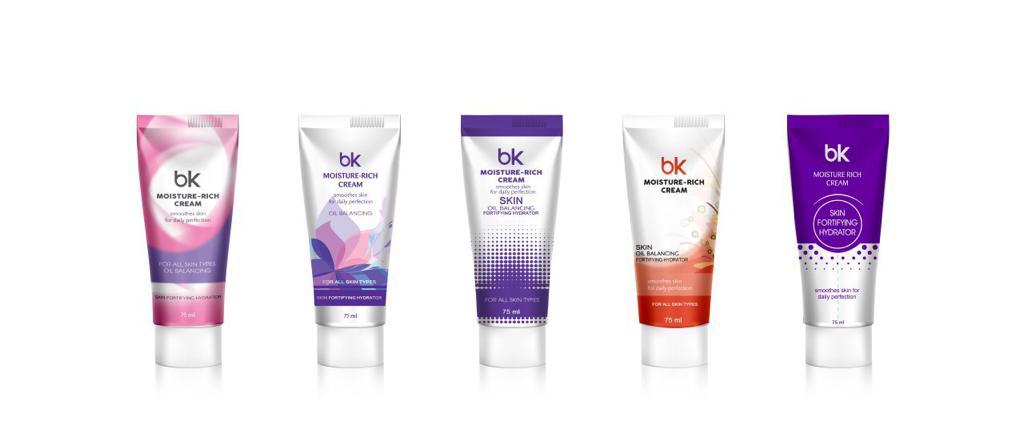 bk
MOISTURE-RICH
CREAM
smoothes skin
for daily perfection
FOR ALL SKIN TYPES
OIL BALANCING
SKIN FORTIFYING HYDRATOR
bk
MOISTURE-RICH
CREAM
smoothes skin
for daily perfection
OIL BALANCING
FOR ALL SKIN TYPES
SKIN FORTIFYING HYDRATOR
75 ml
bk
MOISTURE-RICH
CREAM
smoothes skin
for daily perfection
SKIN
OIL BALANCING
FORTIFYING HYDRATOR
FOR ALL SKIN TYPES
75 ml
bk
MOISTURE-RICH
CREAM
SKIN
OIL BALANCING
FORTIFYING HYDRATOR
smoothes skin
for daily perfection
FOR ALL SKIN TYPES
75 ml
bk
MOISTURE RICH
CREAM
SKIN
FORTIFYING
HYDRATOR
smoothes skin for
daily perfection
75 ml